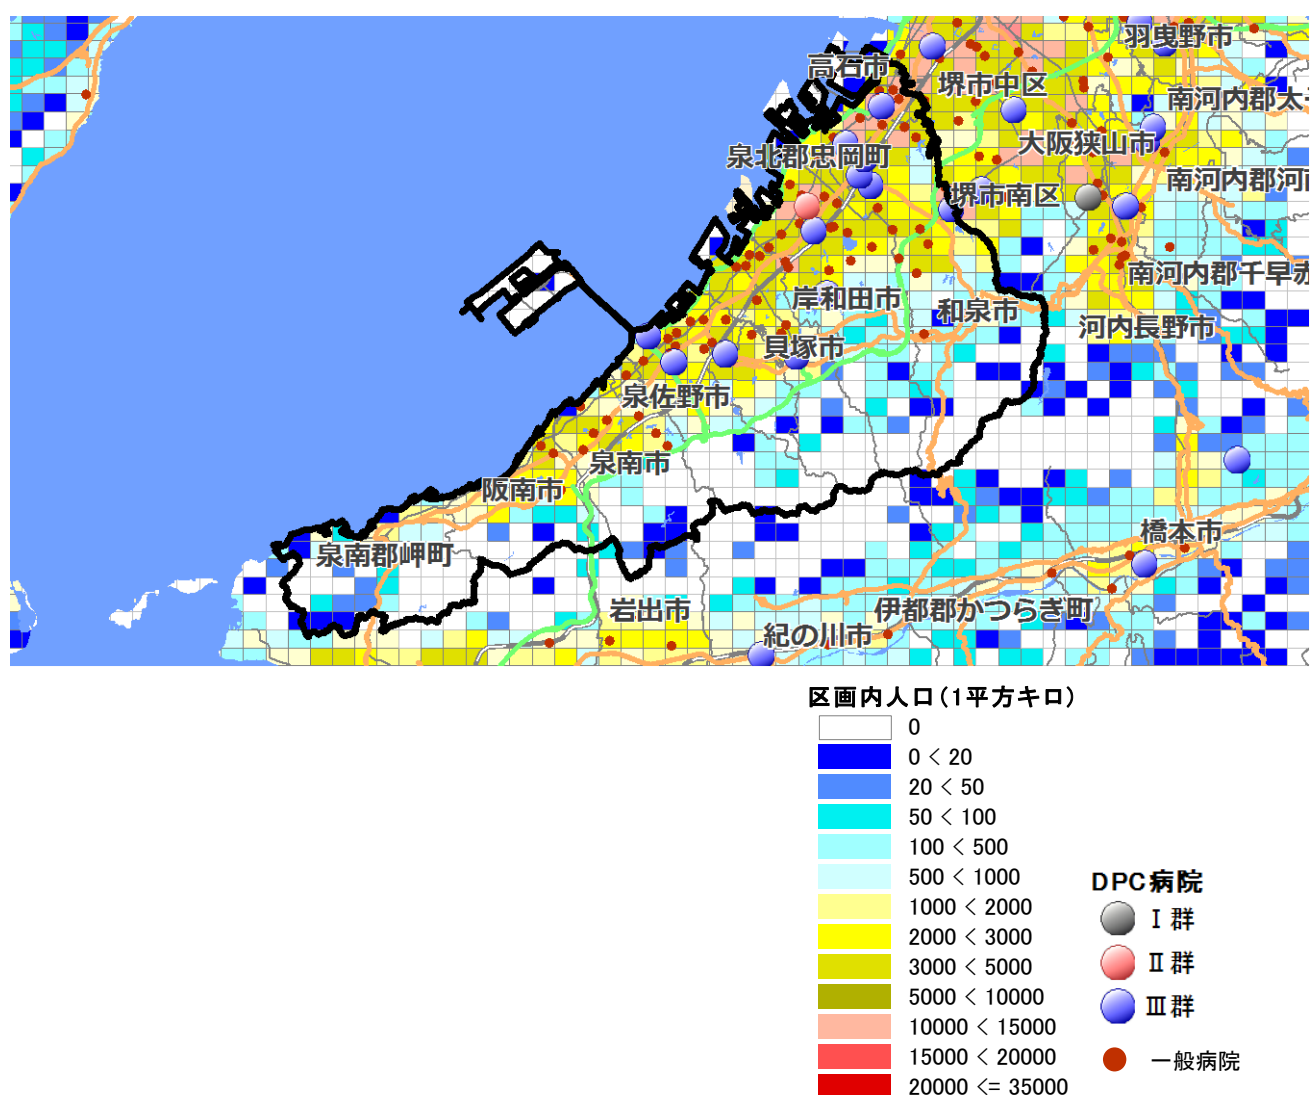 羽曳野市
高石市
堺市中区
南河内郡太
大阪狭山市
泉北郡忠岡町
南河内郡河南
堺市南区
南河内郡千早赤
岸和田市
和泉市
河内長野市
貝塚市
泉佐野市
泉南市
阪南市
橋本市
泉南郡岬町
岩出市
伊都郡かつらぎ町
紀の川市
区画内人口(1平方キロ)
0
0 < 20
20 < 50
50 < 100
100 < 500
500 < 1000
1000 < 2000
2000 < 3000
3000 < 5000
5000 < 10000
10000 < 15000
15000 < 20000
20000 <= 35000
DPC病院
Ⅰ群
Ⅱ群
Ⅲ群
一般病院